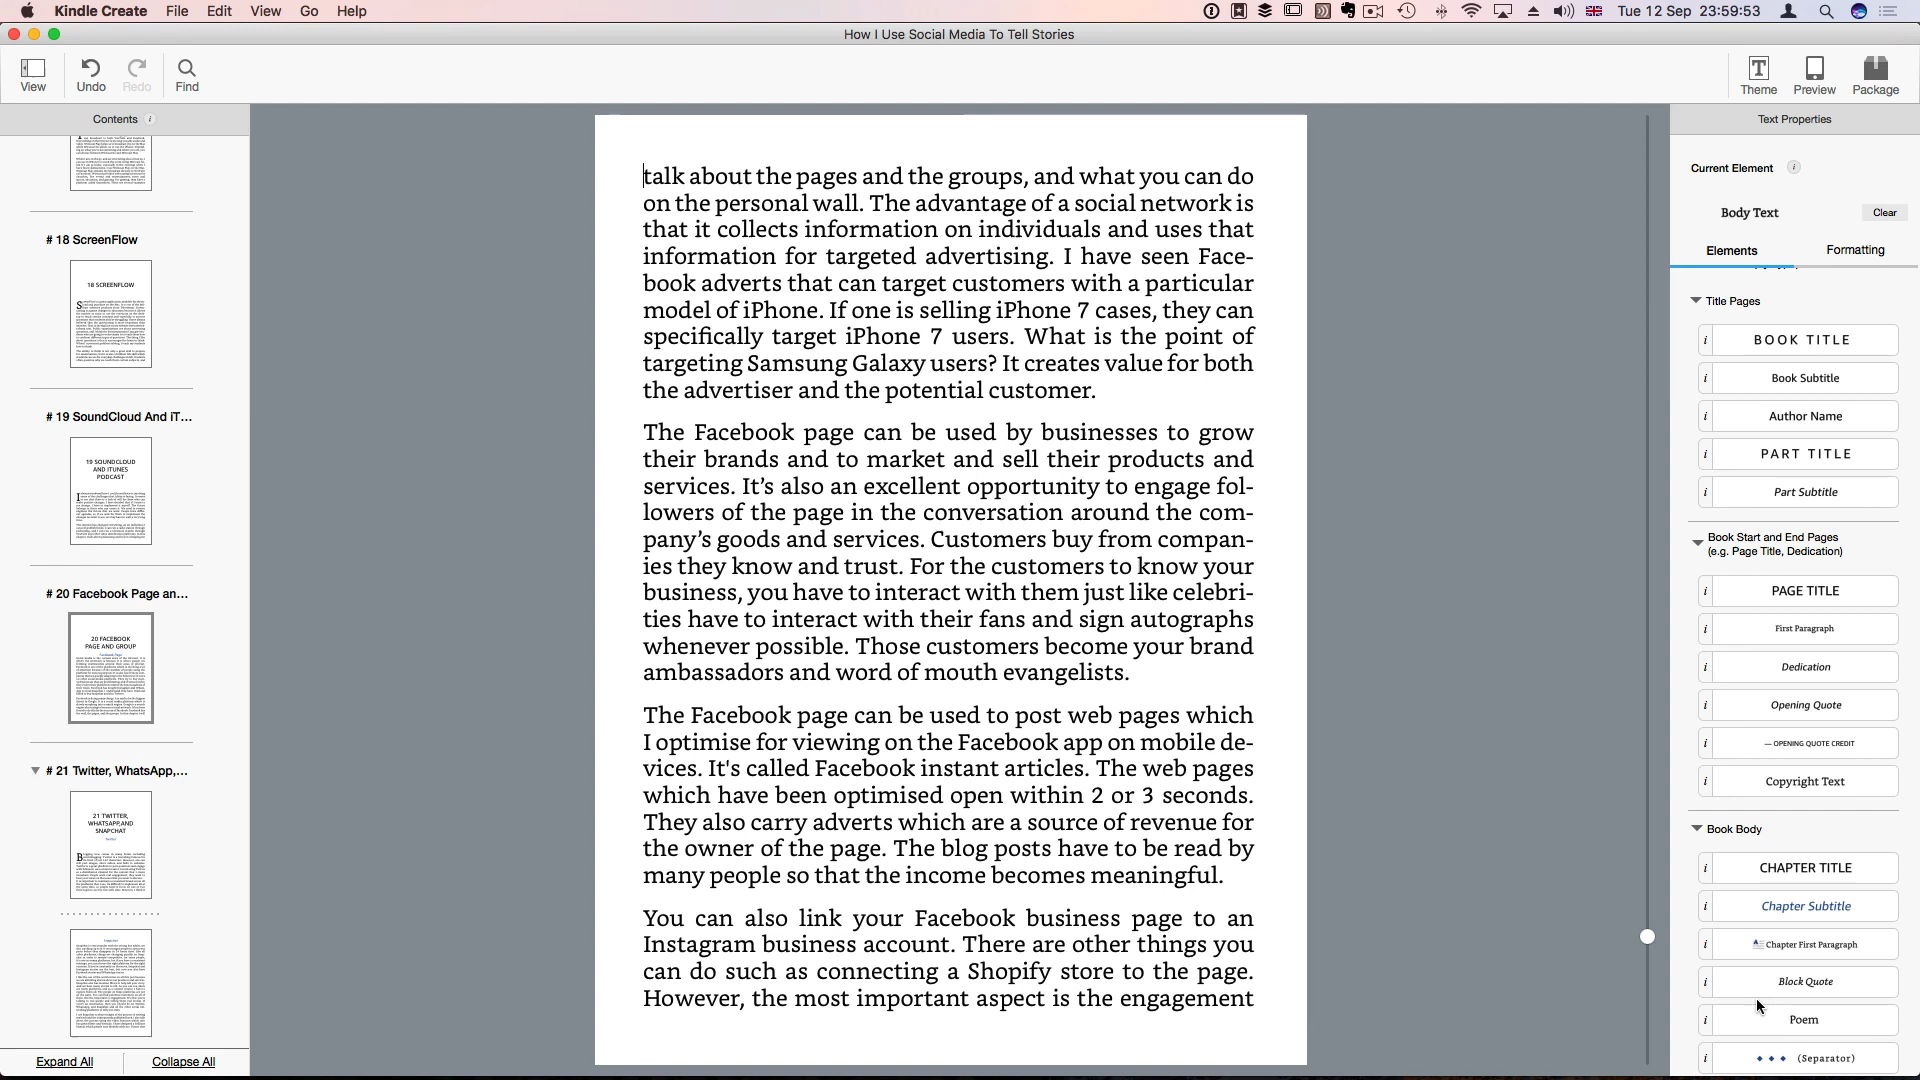 Kindle Create File Edit View Go Help
Tue 12 Sep 23:59:53
How I Use Social Media To Tell Stories
View Undo Redo Find
Theme Preview Package
Contents
# 18 ScreenFlow
18 SCREENFLOW
# 19 SoundCloud And iT...
19 SOUNDCLOUD
AND ITUNES
PODCAST
# 20 Facebook Page an...
20 FACEBOOK
PAGE AND GROUP
Facebook Page
# 21 Twitter, WhatsApp,...
21 TWITTER,
WHATSAPP,AND
SNAPCHAT
Twitter
Expand All
Collapse All
talk about the pages and the groups, and what you can do
on the personal wall. The advantage of a social network is
that it collects information on individuals and uses that
information for targeted advertising. I have seen Face-
book adverts that can target customers with a particular
model of iPhone. If one is selling iPhone 7 cases, they can
specifically target iPhone 7 users. What is the point of
targeting Samsung Galaxy users? It creates value for both
the advertiser and the potential customer.
The Facebook page can be used by businesses to grow
their brands and to market and sell their products and
services. It’s also an excellent opportunity to engage fol-
lowers of the page in the conversation around the com-
pany’s goods and services. Customers buy from compan-
ies they know and trust. For the customers to know your
business, you have to interact with them just like celebri-
ties have to interact with their fans and sign autographs
whenever possible. Those customers become your brand
ambassadors and word of mouth evangelists.
The Facebook page can be used to post web pages which
I optimise for viewing on the Facebook app on mobile de-
vices. It's called Facebook instant articles. The web pages
which have been optimised open within 2 or 3 seconds.
They also carry adverts which are a source of revenue for
the owner of the page. The blog posts have to be read by
many people so that the income becomes meaningful.
You can also link your Facebook business page to an
Instagram business account. There are other things you
can do such as connecting a Shopify store to the page.
However, the most important aspect is the engagement
Text Properties
Current Element
Body Text
Clear
Elements
Formatting
Title Pages
BOOK TITLE
Book Subtitle
Author Name
PART TITLE
Part Subtitle
Book Start and End Pages
(e.g. Page Title, Dedication)
PAGE TITLE
First Paragraph
Dedication
Opening Quote
— OPENING QUOTE CREDIT
Copyright Text
Book Body
CHAPTER TITLE
Chapter Subtitle
Chapter First Paragraph
Block Quote
Poem
(Separator)